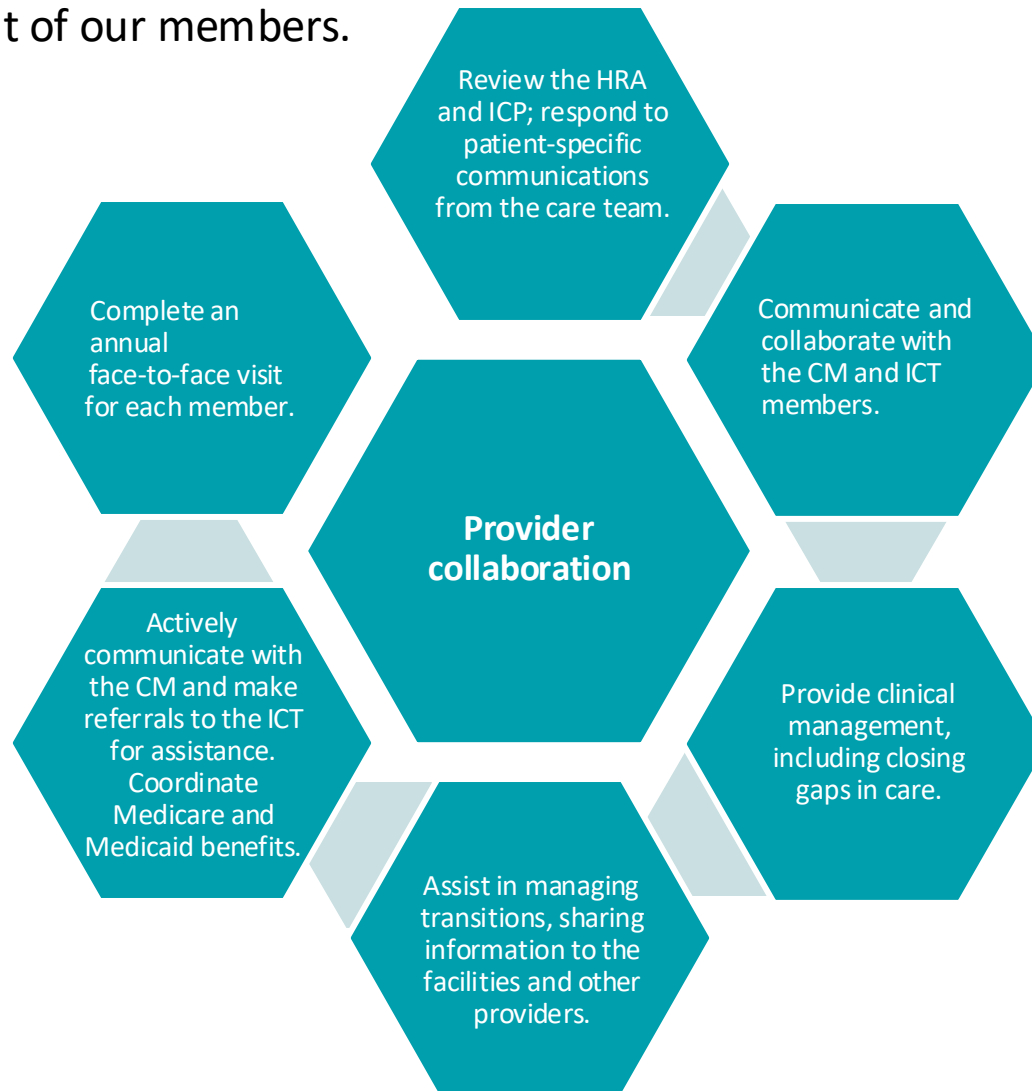 t of our members.
Review the HRA
and ICP; respond to
patient-specific
communications
from the care team.
Communicate and
collaborate with
the CM and ICT
members.
Provide clinical
management,
including closing
gaps in care.
Assist in managing
transitions, sharing
information to the
facilities and other
providers.
Actively
communicate with
the CM and make
referrals to the ICT
for assistance.
Coordinate
Medicare and
Medicaid benefits.
Complete an
annual
face-to-face visit
for each member.
Provider
collaboration